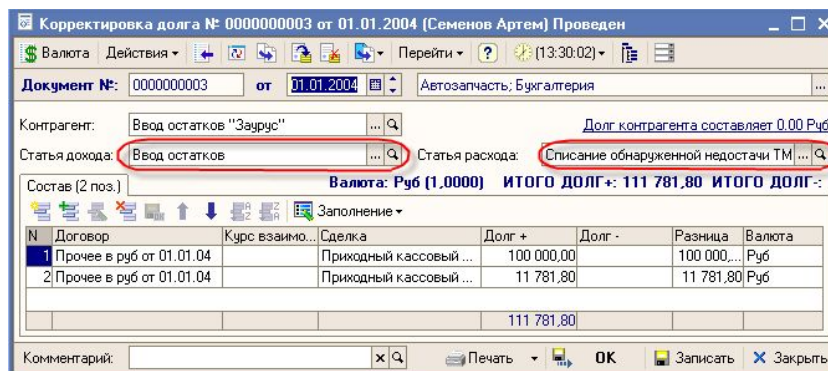 Корректировка долга № 0000000003 от 01.01.2004 (Семенов Артем) Проведен
Валюта Действия Перейти (13:30:02)
Документ №: 0000000003 от 01.01.2004 Автозапчасть; Бухгалтерия ...
Контрагент: Ввод остатков "Заурус" ... Долг контрагента составляет 0.00 Руб
Статья дохода: Ввод остатков ... Статья расхода: Списание обнаруженной недостачи ТМ ...
Состав (2 поз.) Валюта: Руб (1,0000) ИТОГО ДОЛГ+: 111 781,80 ИТОГО ДОЛГ-:
Заполнение
N Договор Курс взаимо... Сделка Долг + Долг - Разница Валюта
1 Прочее в руб от 01.01.04 Приходный кассовый ... 100 000,00 100 000,... Руб
2 Прочее в руб от 01.01.04 Приходный кассовый ... 11 781,80 11 781,80 Руб
111 781,80
Комментарий: Печать OK Записать Закрыть